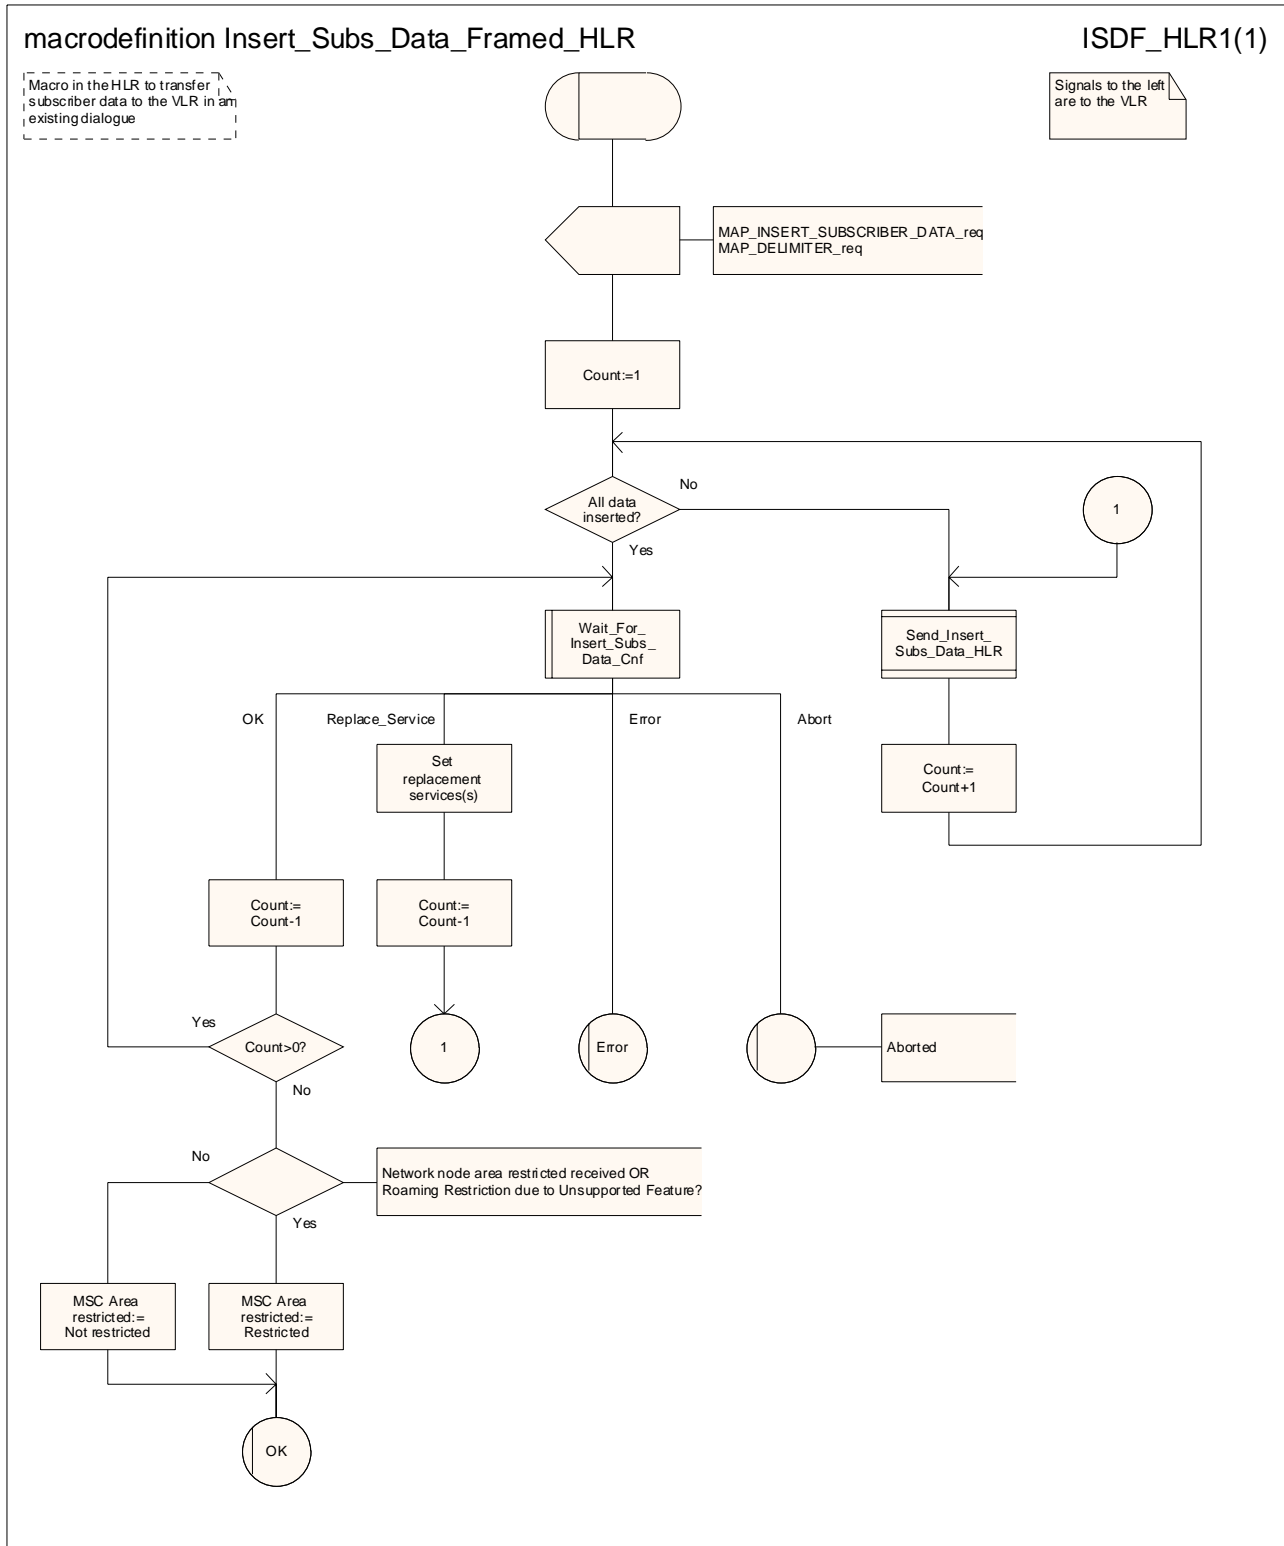 macrodefinition Insert_Subs_Data_Framed_HLR
ISDF_HLR1(1)
Macro in the HLR to transfer
subscriber data to the VLR in an
existing dialogue
Signals to the left
are to the VLR
MAP_INSERT_SUBSCRIBER_DATA_req
MAP_DELIMITER_req
Count:=1
No
All data
inserted?
1
Yes
Wait_For_
Insert_Subs_
Data_Cnf
Send_Insert_
Subs_Data_HLR
OK
Replace_Service
Error
Abort
Set
replacement
services(s)
Count:=
Count+1
Count:=
Count-1
Count:=
Count-1
Yes
Count>0?
1
Error
Aborted
No
No
Network node area restricted received OR
Roaming Restriction due to Unsupported Feature?
Yes
MSC Area
restricted:=
Not restricted
MSC Area
restricted:=
Restricted
OK